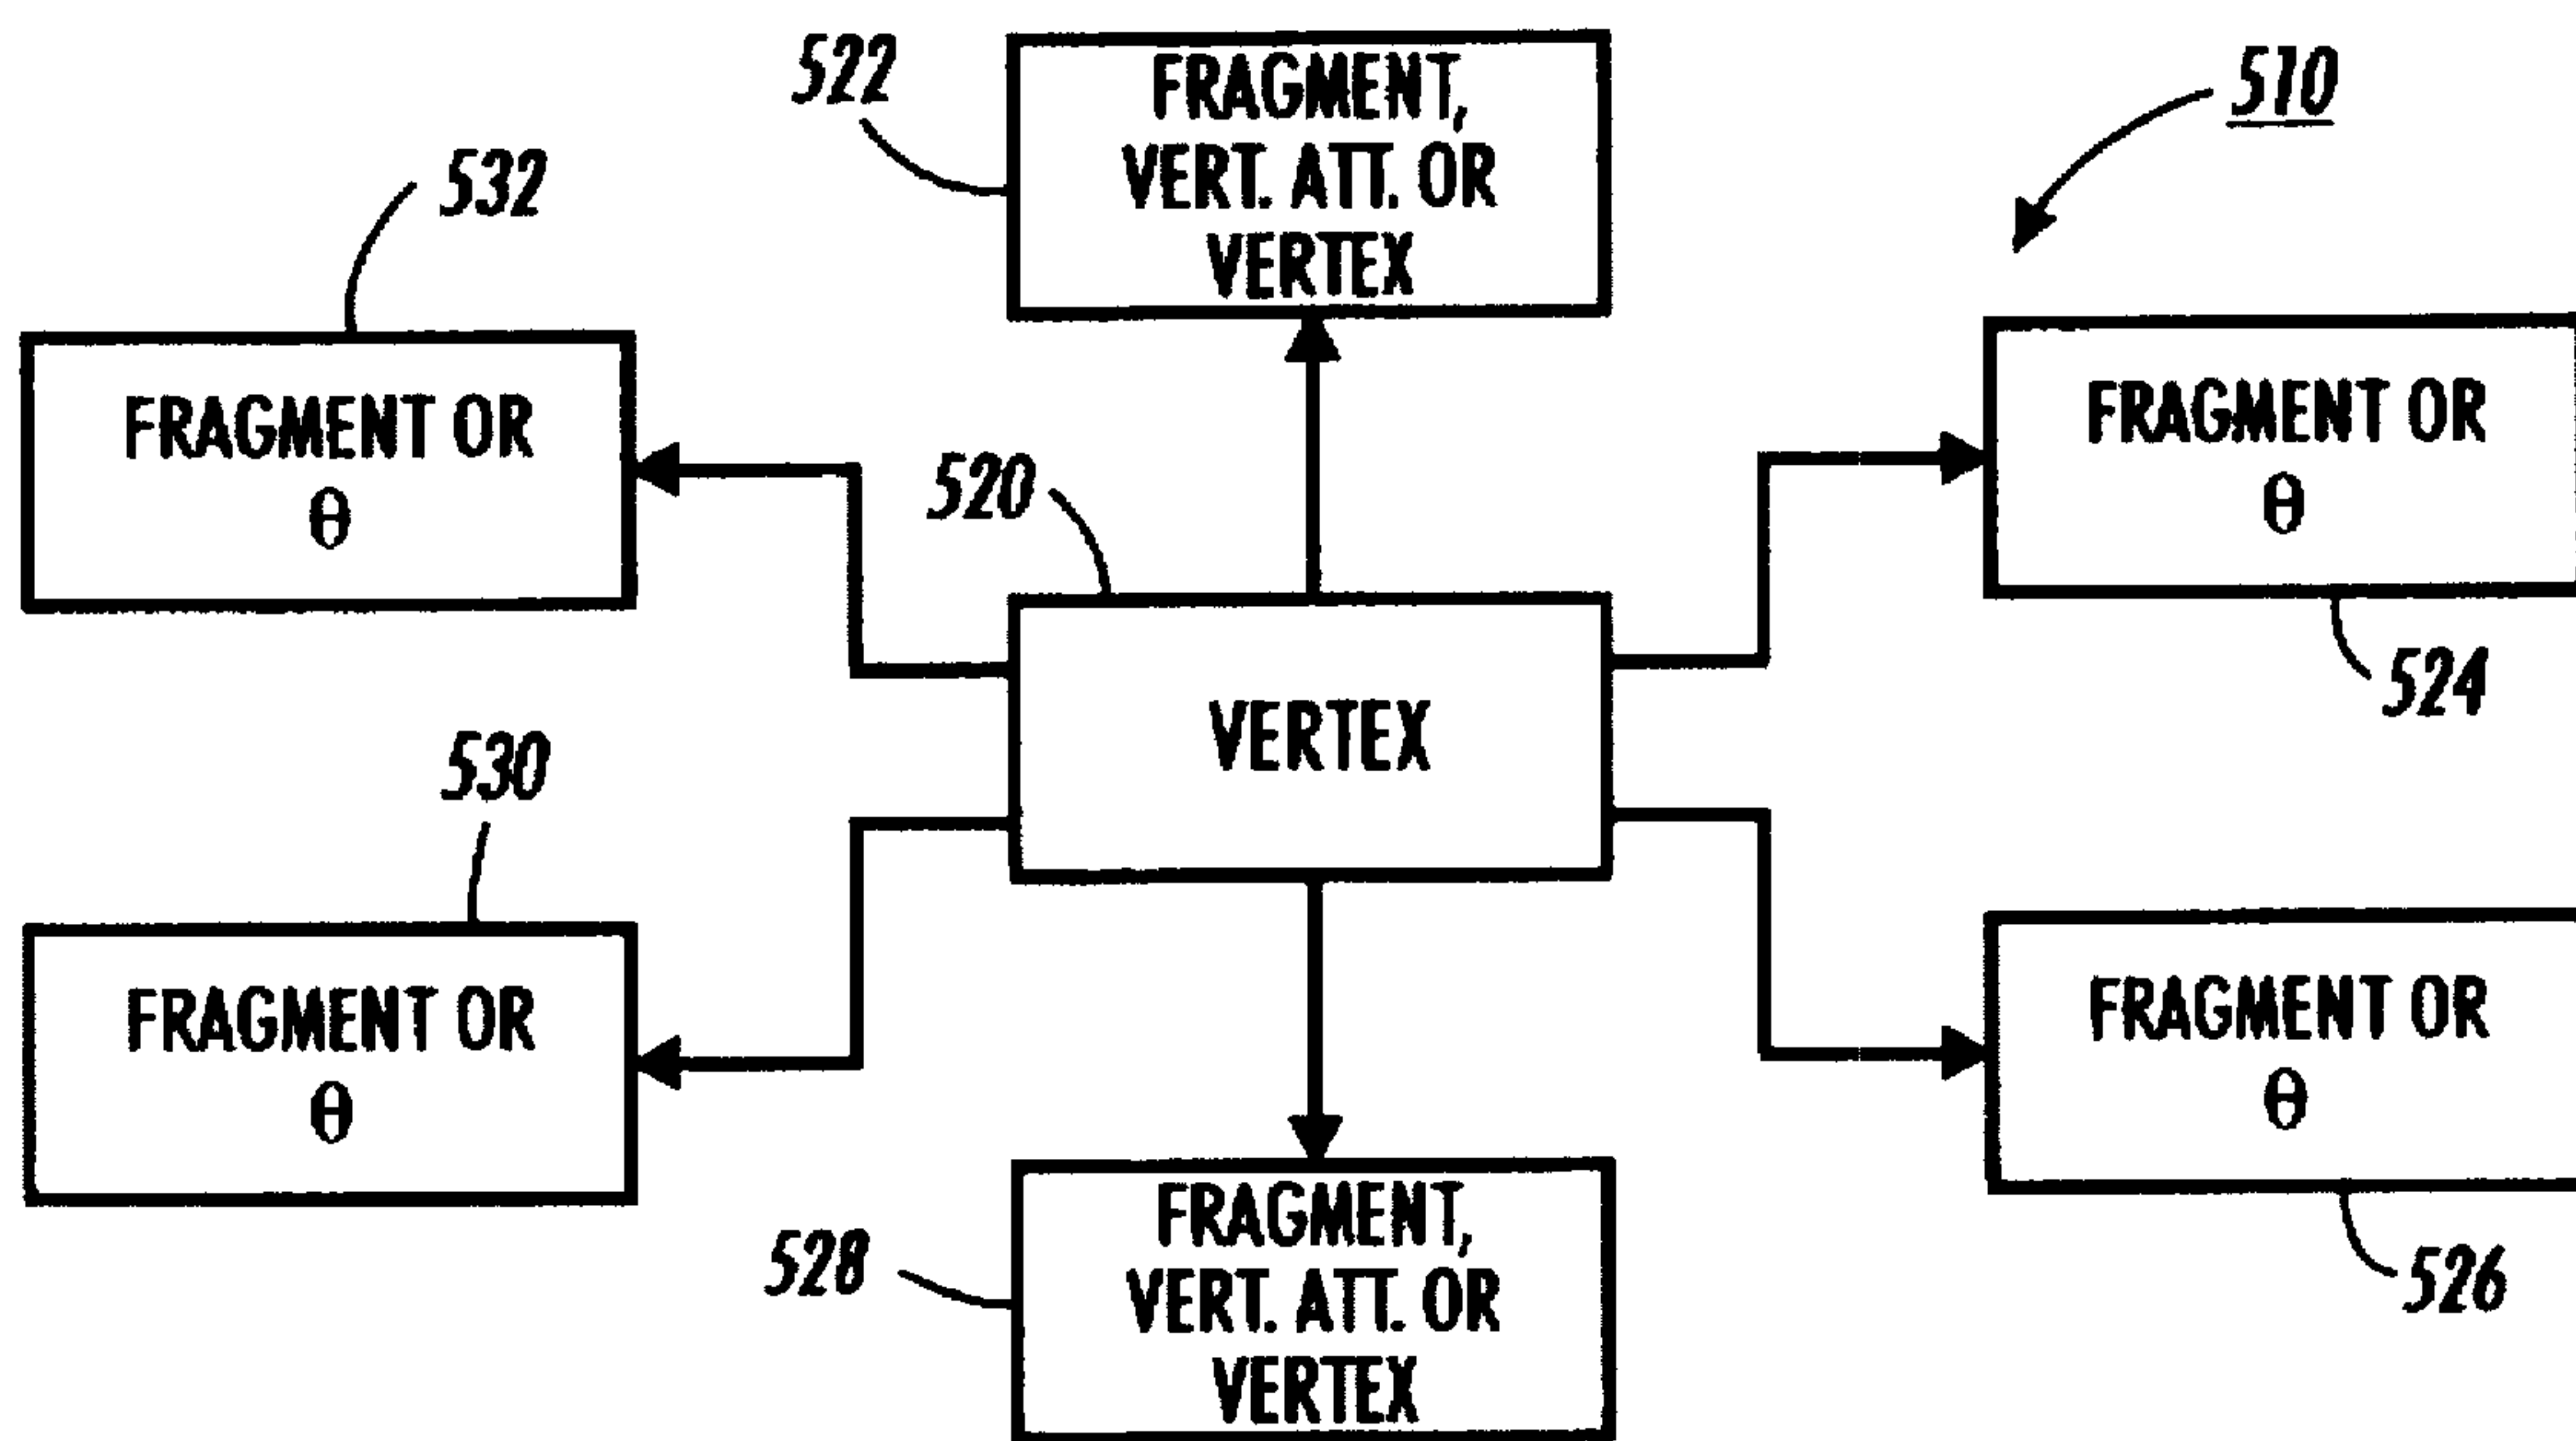 522
FRAGMENT,
VERT. ATT. OR
VERTEX
510
532
FRAGMENT OR
θ
520
FRAGMENT OR
θ
524
VERTEX
530
FRAGMENT OR
θ
FRAGMENT OR
θ
526
528
FRAGMENT,
VERT. ATT. OR
VERTEX